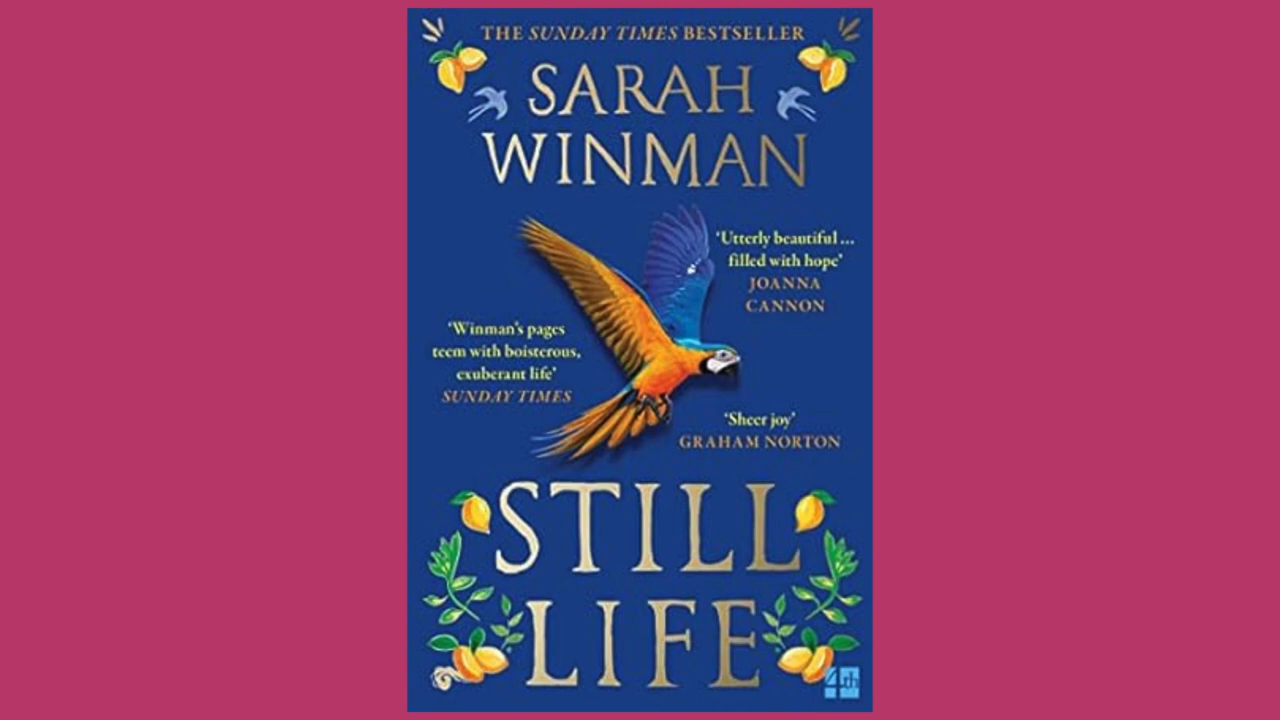 THE SUNDAY TIMES BESTSELLER
SARAH
WINMAN
‘Utterly beautiful ...
filled with hope’
JOANNA
CANNON
‘Winman’s pages
teem with boisterous,
exuberant life’
SUNDAY TIMES
‘Sheer joy’
GRAHAM NORTON
STILL
LIFE
4th